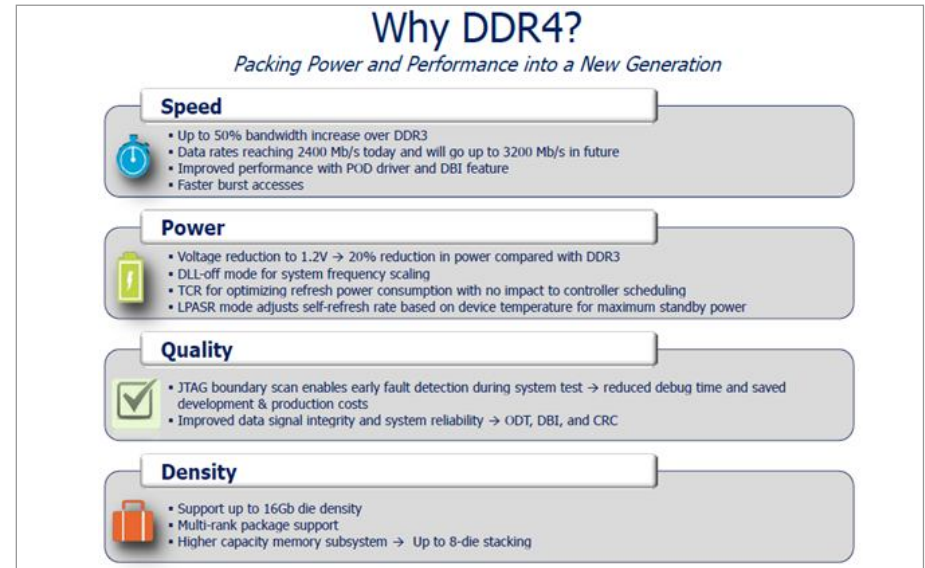 Why DDR4?
Packing Power and Performance into a New Generation
Speed
▪ Up to 50% bandwidth increase over DDR3
▪ Data rates reaching 2400 Mb/s today and will go up to 3200 Mb/s in future
▪ Improved performance with POD driver and DBI feature
▪ Faster burst accesses
Power
▪ Voltage reduction to 1.2V → 20% reduction in power compared with DDR3
▪ DLL-off mode for system frequency scaling
▪ TCR for optimizing refresh power consumption with no impact to controller scheduling
▪ LPASR mode adjusts self-refresh rate based on device temperature for maximum standby power
Quality
▪ JTAG boundary scan enables early fault detection during system test → reduced debug time and saved
development & production costs
▪ Improved data signal integrity and system reliability → ODT, DBI, and CRC
Density
▪ Support up to 16Gb die density
▪ Multi-rank package support
▪ Higher capacity memory subsystem → Up to 8-die stacking